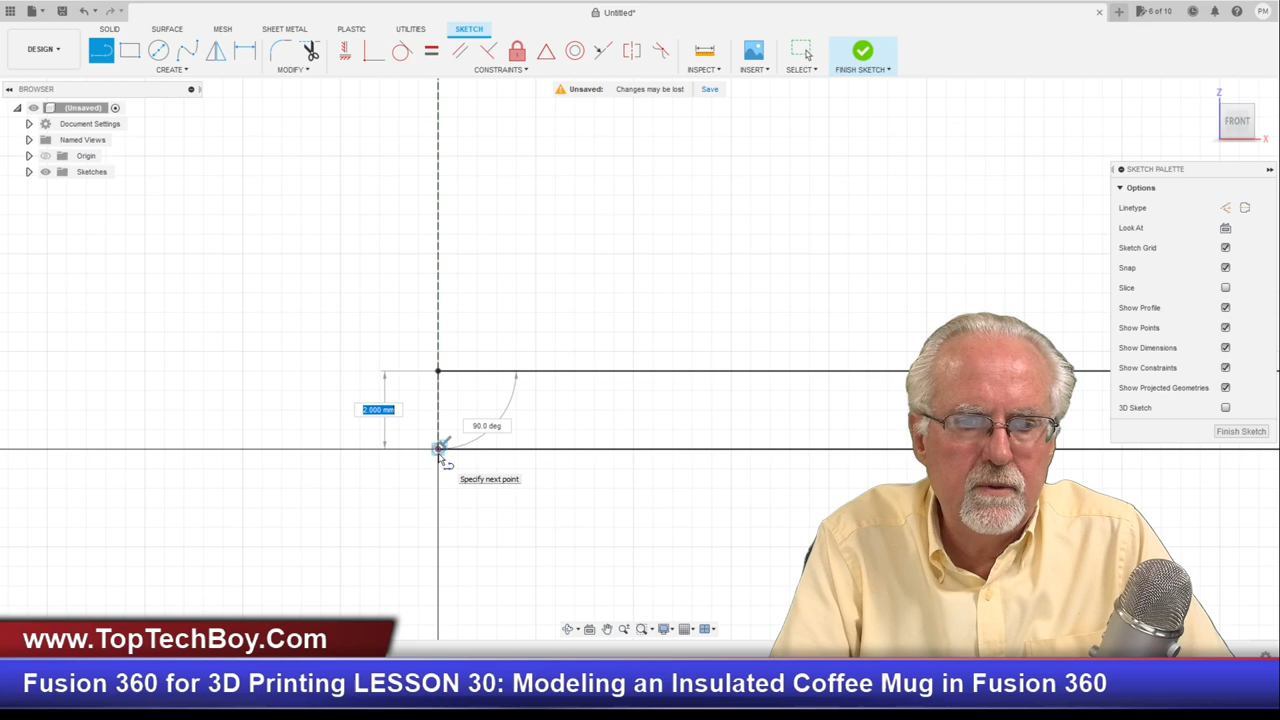 Untitled*
6 of 10
PM
SOLID
SURFACE
MESH
SHEET METAL
PLASTIC
UTILITIES
SKETCH
DESIGN
CREATE
MODIFY
CONSTRAINTS
INSPECT
INSERT
SELECT
FINISH SKETCH
BROWSER
Unsaved: Changes may be lost Save
(Unsaved)
Document Settings
Named Views
Origin
Sketches
Z
FRONT
X
SKETCH PALETTE
Options
Linetype
Look At
Sketch Grid
Snap
Slice
Show Profile
Show Points
Show Dimensions
Show Constraints
Show Projected Geometries
3D Sketch
Finish Sketch
2.000 mm
90.0 deg
Specify next point
www.TopTechBoy.Com
Fusion 360 for 3D Printing LESSON 30: Modeling an Insulated Coffee Mug in Fusion 360